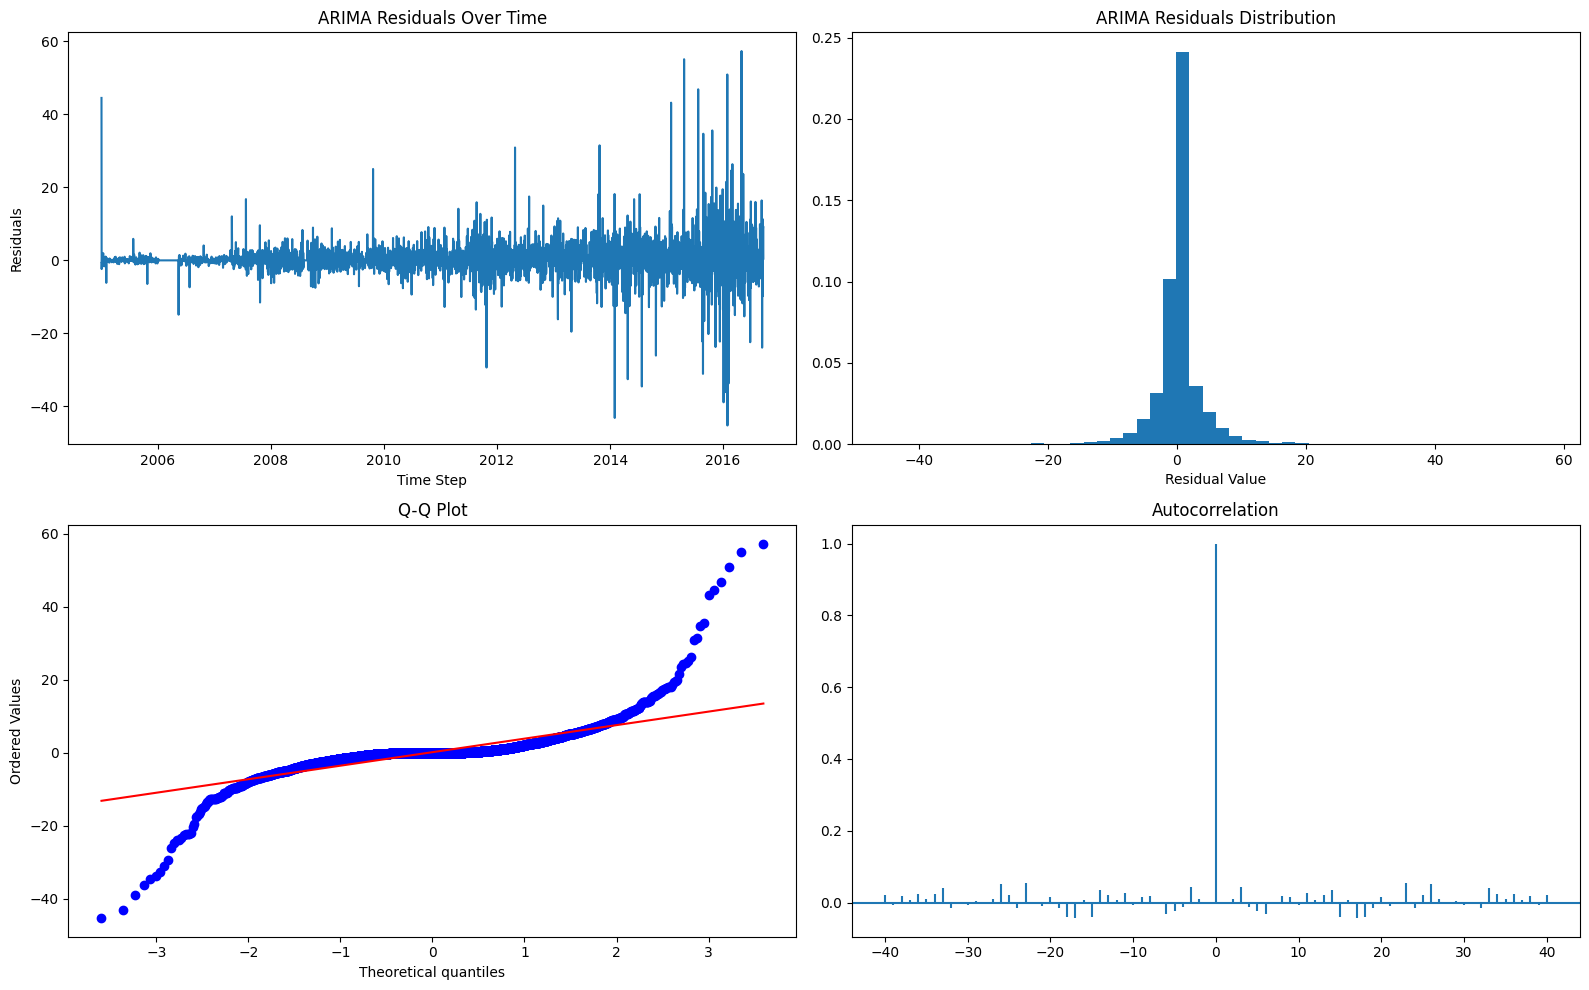 ARIMA Residuals Over Time
60
40
20
0
−20
−40
Residuals
2006 2008 2010 2012 2014 2016
Time Step
ARIMA Residuals Distribution
0.25
0.20
0.15
0.10
0.05
0.00
−40 −20 0 20 40 60
Residual Value
Q-Q Plot
60
40
20
0
−20
−40
Ordered Values
−3 −2 −1 0 1 2 3
Theoretical quantiles
Autocorrelation
1.0
0.8
0.6
0.4
0.2
0.0
−40 −30 −20 −10 0 10 20 30 40